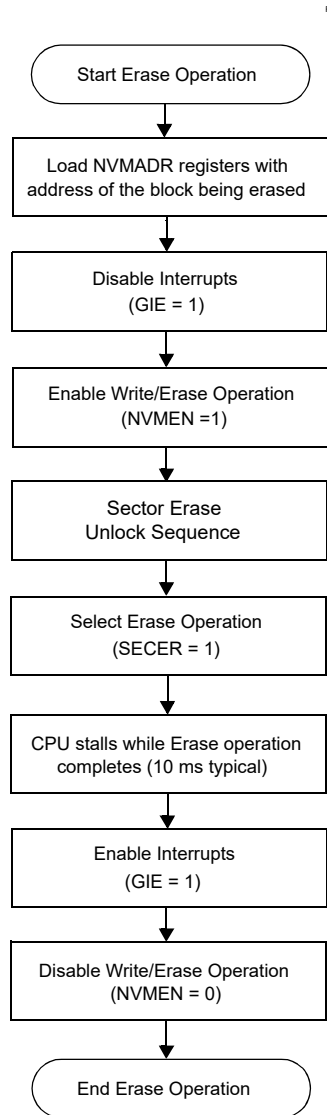 Start Erase Operation
Load NVMADR registers with
address of the block being erased
Disable Interrupts
(GIE = 1)
Enable Write/Erase Operation
(NVMEN =1)
Sector Erase
Unlock Sequence
Select Erase Operation
(SECER = 1)
CPU stalls while Erase operation
completes (10 ms typical)
Enable Interrupts
(GIE = 1)
Disable Write/Erase Operation
(NVMEN = 0)
End Erase Operation